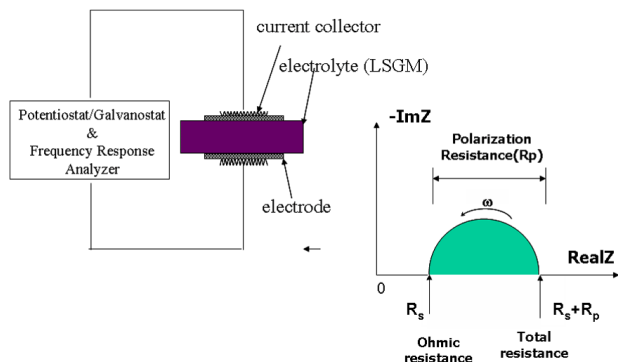 current collector
electrolyte (LSGM)
Potentiostat/Galvanostat
&
Frequency Response
Analyzer
electrode
-ImZ
Polarization
Resistance(Rp)
ω
RealZ
0
Rs
Rs+Rp
Ohmic
resistance
Total
resistance